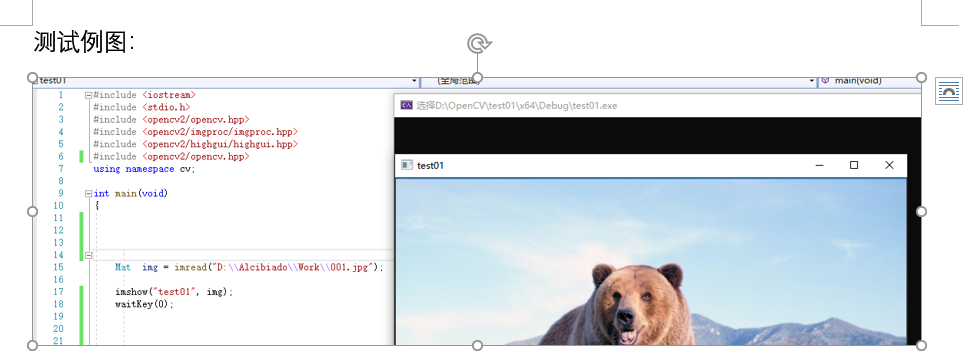 测试例图：
test01
(全局范围)
main(void)
1 #include <iostream>
2 #include <stdio.h>
3 #include <opencv2/opencv.hpp>
4 #include <opencv2/imgproc/imgproc.hpp>
5 #include <opencv2/highgui/highgui.hpp>
6 #include <opencv2/opencv.hpp>
7 using namespace cv;
8
9 int main(void)
10 {
11
12
13
14
15 Mat img = imread("D:\\Alcibiado\\Work\\001.jpg");
16
17 imshow("test01", img);
18 waitKey(0);
19
20
21
选择D:\OpenCV\test01\x64\Debug\test01.exe
test01